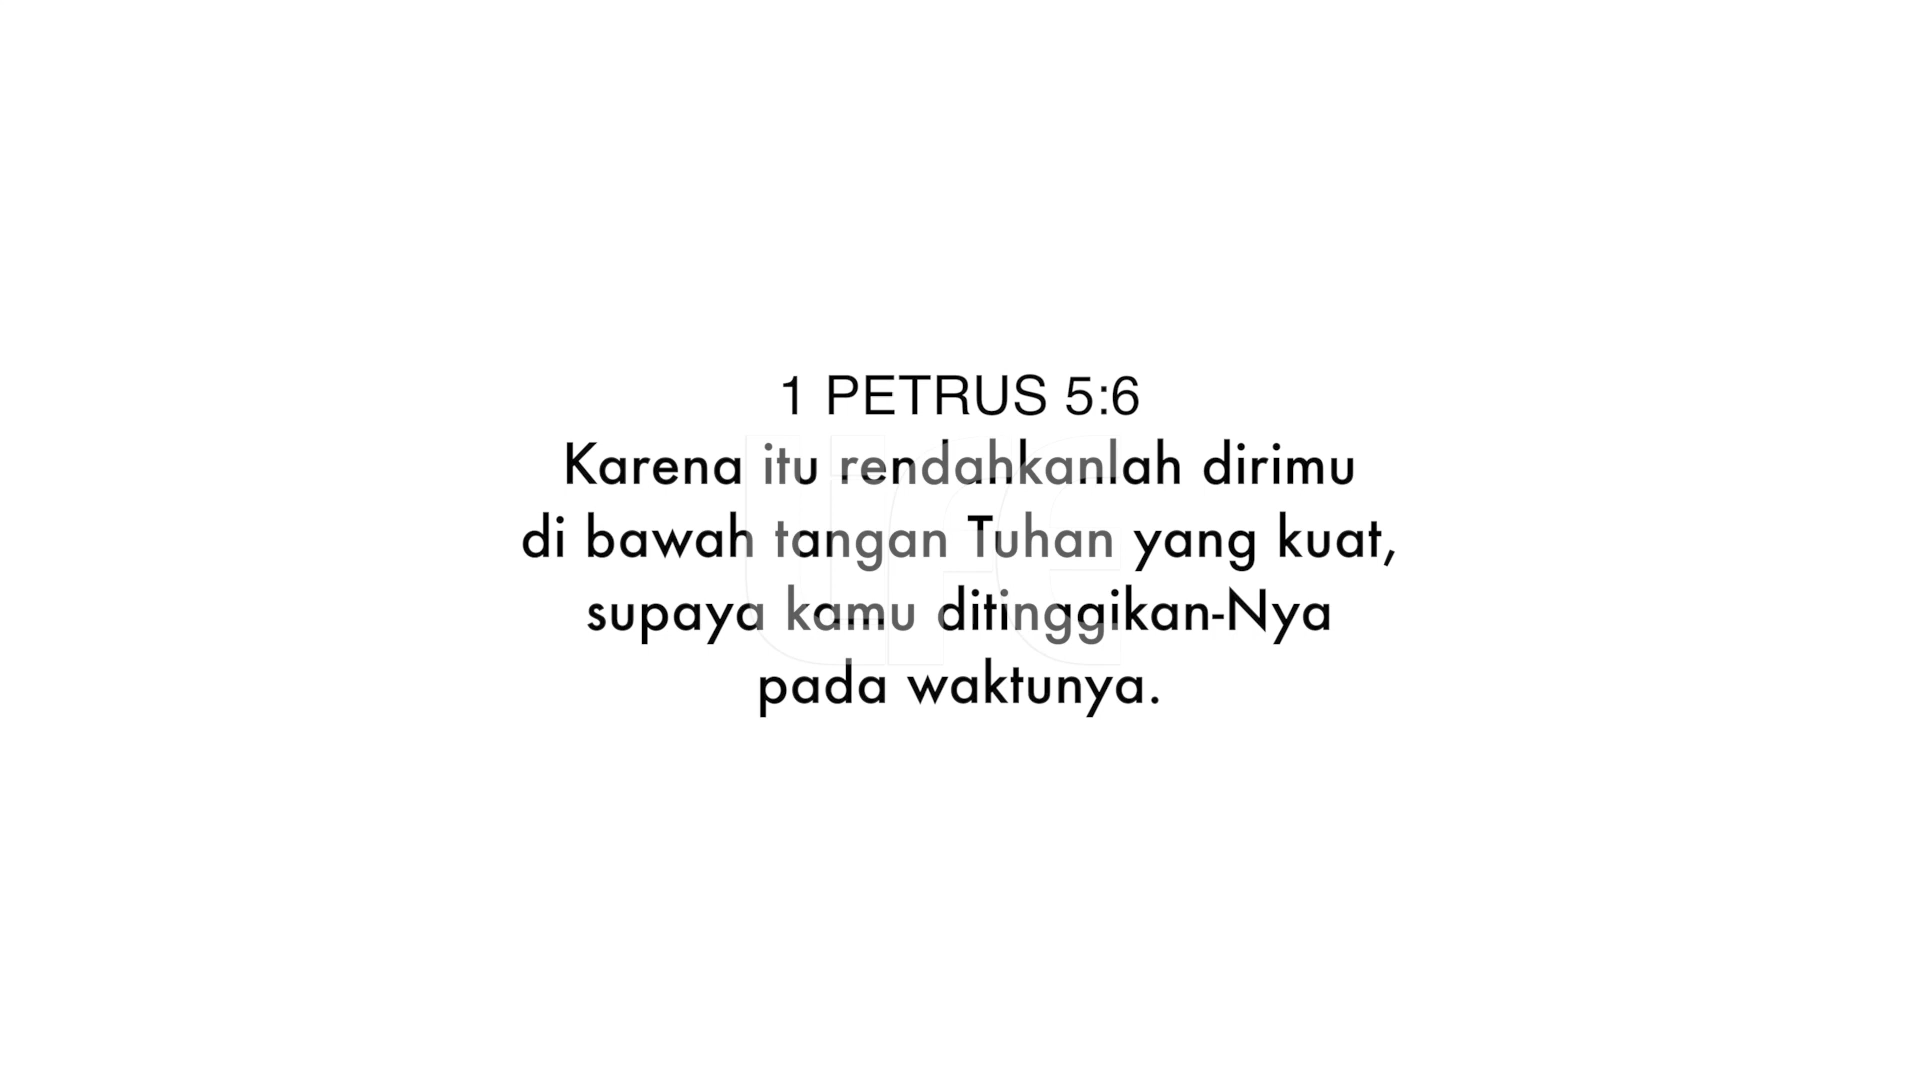 1 PETRUS 5:6
Karena itu rendahkanlah dirimu
di bawah tangan Tuhan yang kuat,
supaya kamu ditinggikan-Nya
pada waktunya.
life